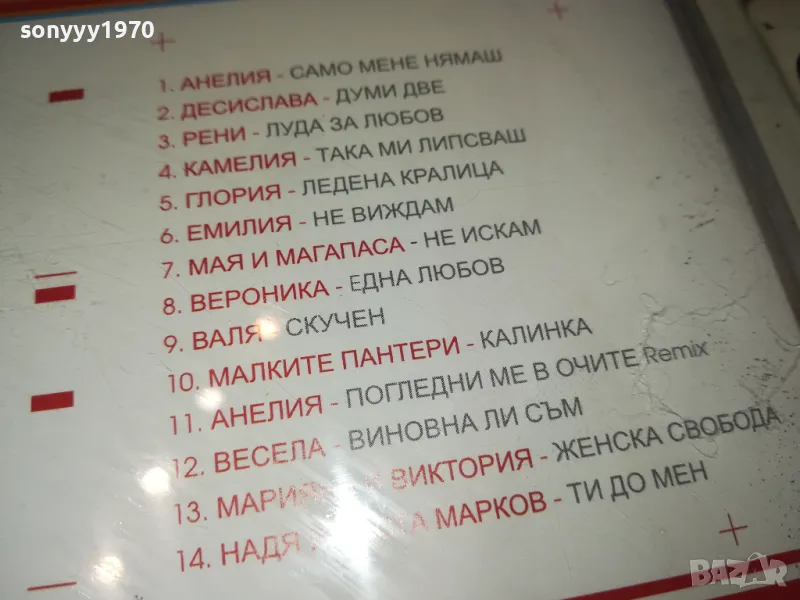 sonyyy1970
1. АНЕЛИЯ - САМО МЕНЕ НЯМАШ
2. ДЕСИСЛАВА - ДУМИ ДВЕ
3. РЕНИ - ЛУДА ЗА ЛЮБОВ
4. КАМЕЛИЯ - ТАКА МИ ЛИПСВАШ
5. ГЛОРИЯ - ЛЕДЕНА КРАЛИЦА
6. ЕМИЛИЯ - НЕ ВИЖДАМ
7. МАЯ И МАГАПАСА - НЕ ИСКАМ
8. ВЕРОНИКА - ЕДНА ЛЮБОВ
9. ВАЛЯ - СКУЧЕН
10. МАЛКИТЕ ПАНТЕРИ - КАЛИНКА
11. АНЕЛИЯ - ПОГЛЕДНИ МЕ В ОЧИТЕ Remix
12. ВЕСЕЛА - ВИНОВНА ЛИ СЪМ
13. ВИКТОРИЯ - ЖЕНСКА СВОБОДА
14. НАДЯ МАРКОВ - ТИ ДО МЕН
BAZAR